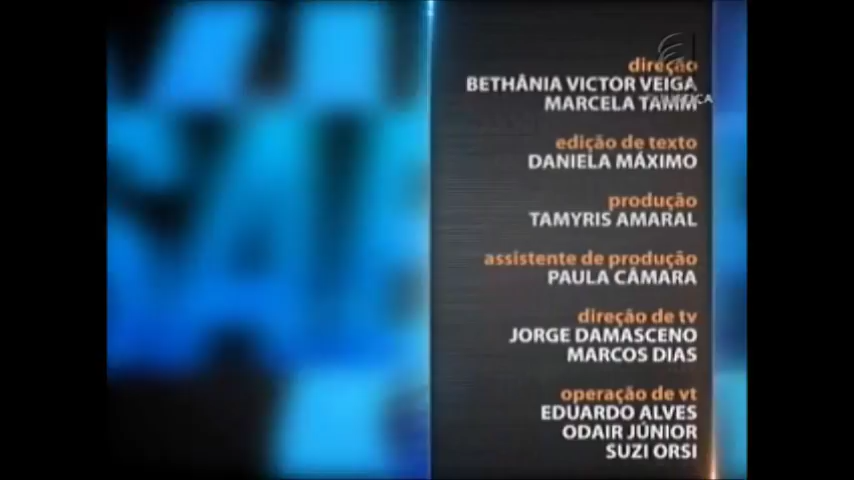 direção
BETHÂNIA VICTOR VEIGA
MARCELA TAMM
edição de texto
DANIELA MÁXIMO
produção
TAMYRIS AMARAL
assistente de produção
PAULA CÂMARA
direção de tv
JORGE DAMASCENO
MARCOS DIAS
operação de vt
EDUARDO ALVES
ODAIR JÚNIOR
SUZI ORSI